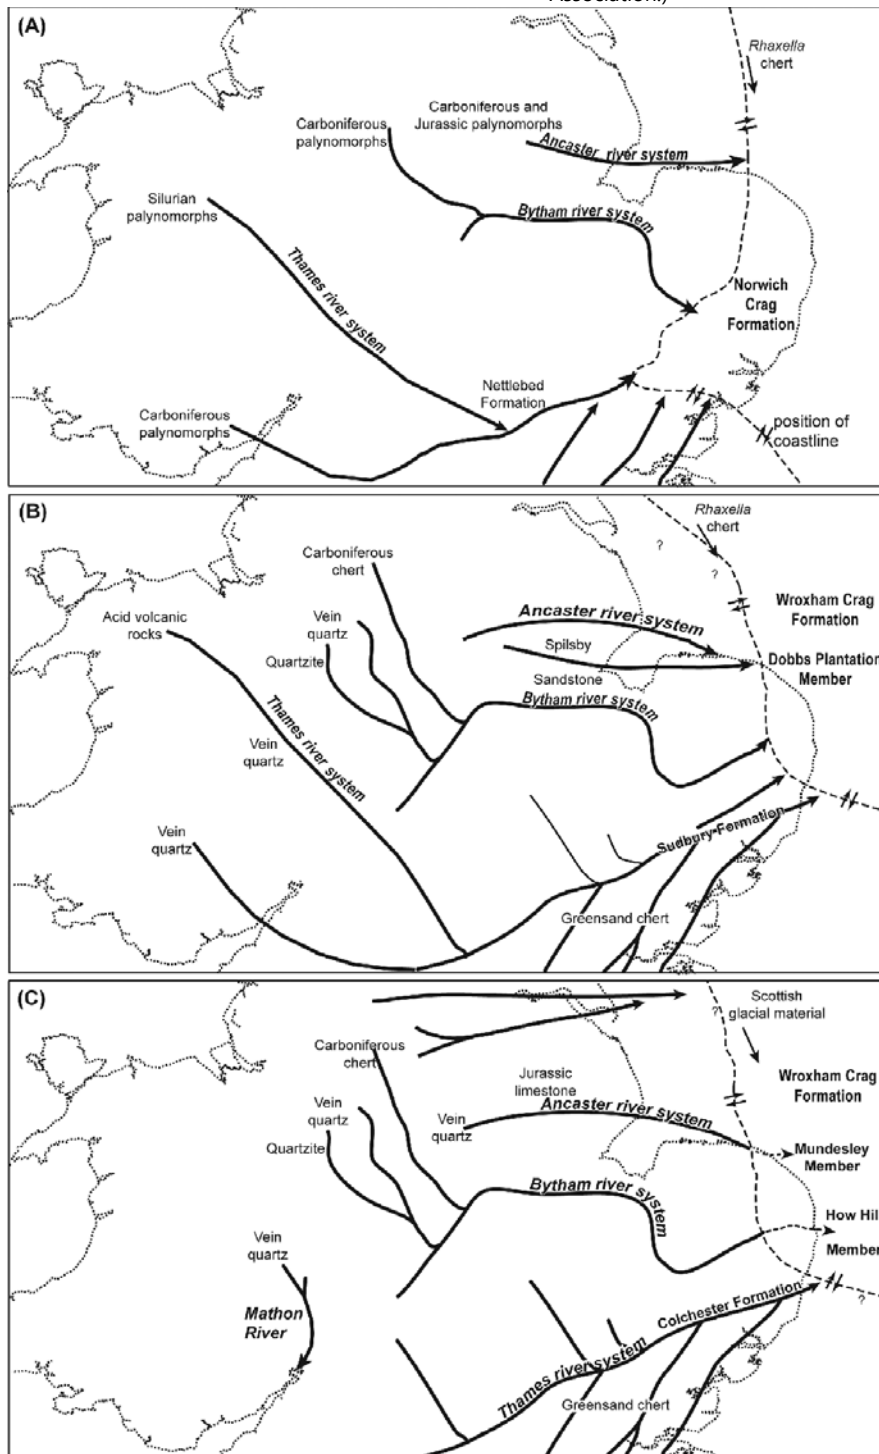 Association.)
(A)
Rhaxella
chert
Carboniferous and
Jurassic palynomorphs
Carboniferous
palynomorphs
Ancaster river system
Silurian
palynomorphs
Bytham river system
Thames river system
Norwich
Crag
Formation
Nettlebed
Formation
Carboniferous
palynomorphs
position of
coastline
(B)
Rhaxella
chert
?
?
Carboniferous
chert
Wroxham Crag
Formation
Acid volcanic
rocks
Vein
quartz
Ancaster river system
Quartzite
Spilsby
Sandstone
Dobbs Plantation
Member
Bytham river system
Thames river system
Vein
quartz
Vein
quartz
Sudbury Formation
Greensand chert
(C)
Scottish
glacial material
?
Carboniferous
chert
Jurassic
limestone
Wroxham Crag
Formation
Vein
quartz
Vein
quartz
Ancaster river system
Quartzite
Mundesley
Member
Bytham river system
How Hill
Member
Vein
quartz
Mathon
River
Colchester Formation
?
Thames river system
Greensand chert